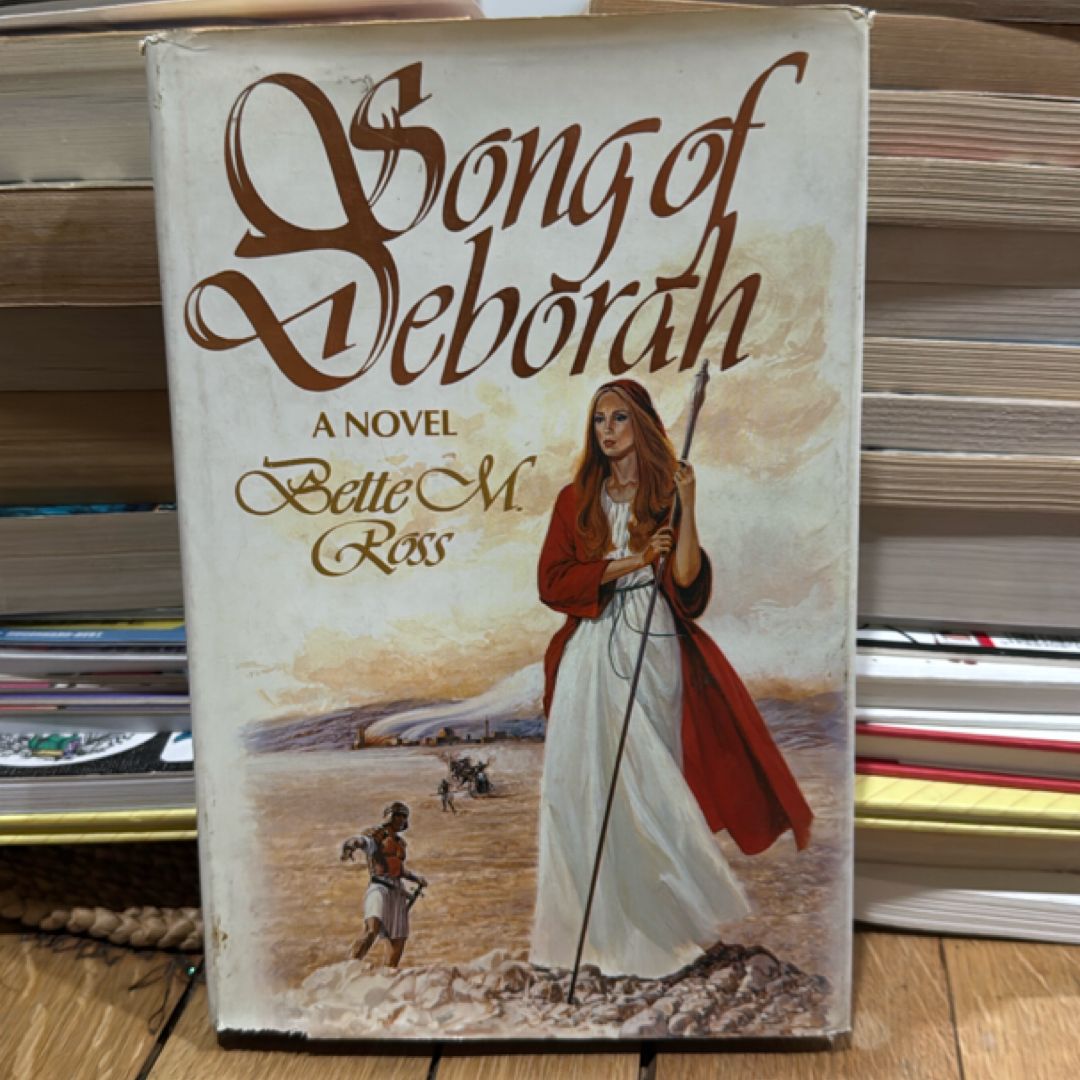 Song of
Deborah
A NOVEL
Bette M.
Ross